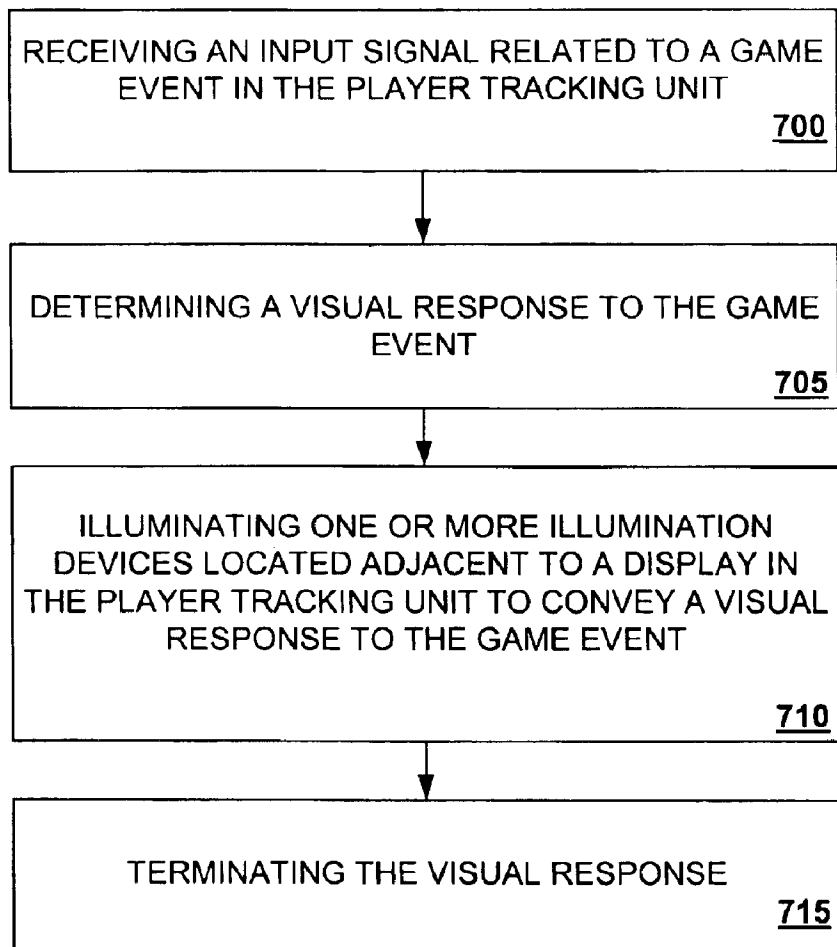 RECEIVING AN INPUT SIGNAL RELATED TO A GAME
EVENT IN THE PLAYER TRACKING UNIT
700
DETERMINING A VISUAL RESPONSE TO THE GAME
EVENT
705
ILLUMINATING ONE OR MORE ILLUMINATION
DEVICES LOCATED ADJACENT TO A DISPLAY IN
THE PLAYER TRACKING UNIT TO CONVEY A VISUAL
RESPONSE TO THE GAME EVENT
710
TERMINATING THE VISUAL RESPONSE
715